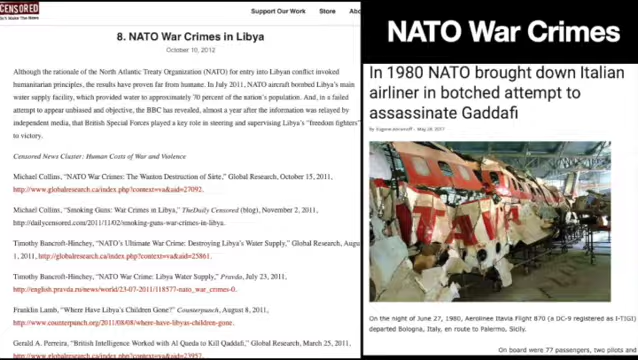 CENSORED
Support Our Work
Store
8. NATO War Crimes in Libya
October 10, 2012
Although the rationale of the North Atlantic Treaty Organization (NATO) for entry into Libyan conflict invoked
humanitarian principles, the results have proven far from humane. In July 2011, NATO aircraft bombed Libya's main
water supply facility, which provided water to approximately 70 percent of the nation's population. And, in a failed
attempt to appear unbiased and objective, the BBC has revealed, almost a year after the information was relayed by
independent media, that British Special Forces played a key role in steering and supervising Libya's "freedom fighters"
to victory.
Censored News Cluster: Human Costs of War and Violence
Michael Collins, "NATO War Crimes: The Wanton Destruction of Sirte," Global Research, October 15, 2011,
http://www.globalresearch.ca/index.php?context=va&aid=27092.
Michael Collins, "Smoking Guns: War Crimes in Libya," TheDaily Censored (blog), November 2, 2011,
http://dailycensored.com/2011/11/02/smoking-guns-war-crimes-in-libya.
Timothy Bancroft-Hinchey, "NATO's Ultimate War Crime: Destroying Libya's Water Supply," Global Research, Augu
1, 2011, http://globalresearch.ca/index.php?context=va&aid=25861.
Timothy Bancroft-Hinchey, "NATO War Crime: Libya Water Supply," Pravda, July 23, 2011,
http://english.pravda.ru/news/world/23-07-2011/118577-nato_war_crimes-0.
Franklin Lamb, "Where Have Libya's Children Gone?" Counterpunch, August 8, 2011,
http://www.counterpunch.org/2011/08/08/where-have-libyas-children-gone.
Gerald A. Perreira, "British Intelligence Worked with Al Qaeda to Kill Qaddafi," Global Research, March 25, 2011,
NATO War Crimes
In 1980 NATO brought down Italian
airliner in botched attempt to
assassinate Gaddafi
May 28, 2017
ITAV
On the night of June 27, 1980, Aerolinee Itavia Flight 870 (a DC-9 registered as I-TIGI)
departed Bologna, Italy, en route to Palermo, Sicily.
On board were 77 passengers, two pilots and